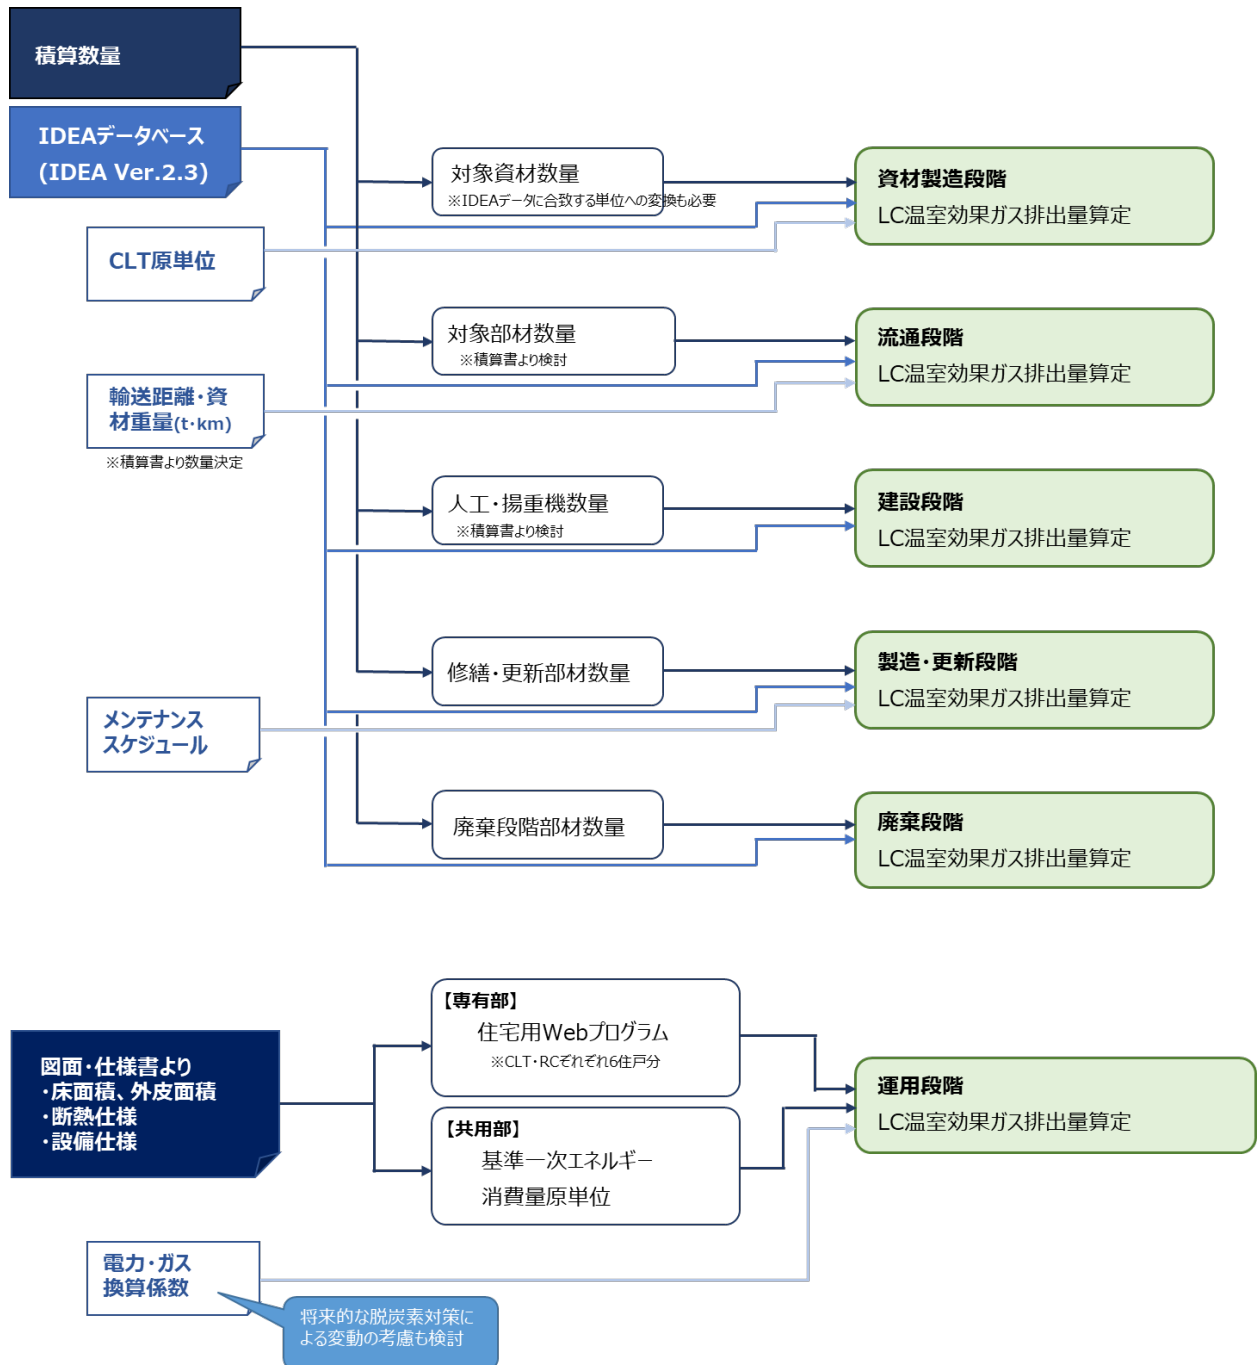 積算数量
IDEAデータベース
(IDEA Ver.2.3)
対象資材数量
※IDEAデータに合致する単位への変換も必要
資材製造段階
LC温室効果ガス排出量算定
CLT原単位
対象部材数量
※積算書より検討
流通段階
LC温室効果ガス排出量算定
輸送距離・資
材重量(t・km)
※積算書より数量決定
人工・揚重機数量
※積算書より検討
建設段階
LC温室効果ガス排出量算定
修繕・更新部材数量
製造・更新段階
LC温室効果ガス排出量算定
メンテナンス
スケジュール
廃棄段階部材数量
廃棄段階
LC温室効果ガス排出量算定
【専有部】
住宅用Webプログラム
※CLT・RCぞれぞれ6住戸分
図面・仕様書より
・床面積、外皮面積
・断熱仕様
・設備仕様
運用段階
LC温室効果ガス排出量算定
【共用部】
基準一次エネルギー
消費量原単位
電力・ガス
換算係数
将来的な脱炭素対策に
よる変動の考慮も検討